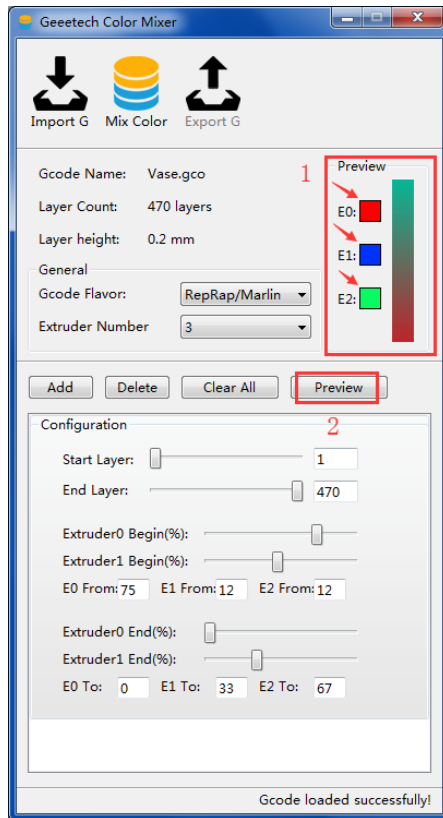 Geeetech Color Mixer
Import G Mix Color Export G
Gcode Name: Vase.gco
Layer Count: 470 layers
Layer height: 0.2 mm
General
Gcode Flavor: RepRap/Marlin
Extruder Number 3
1
Preview
E0:
E1:
E2:
Add Delete Clear All Preview
2
Configuration
Start Layer: 1
End Layer: 470
Extruder0 Begin(%):
Extruder1 Begin(%):
E0 From: 75 E1 From: 12 E2 From: 12
Extruder0 End(%):
Extruder1 End(%):
E0 To: 0 E1 To: 33 E2 To: 67
Gcode loaded successfully!